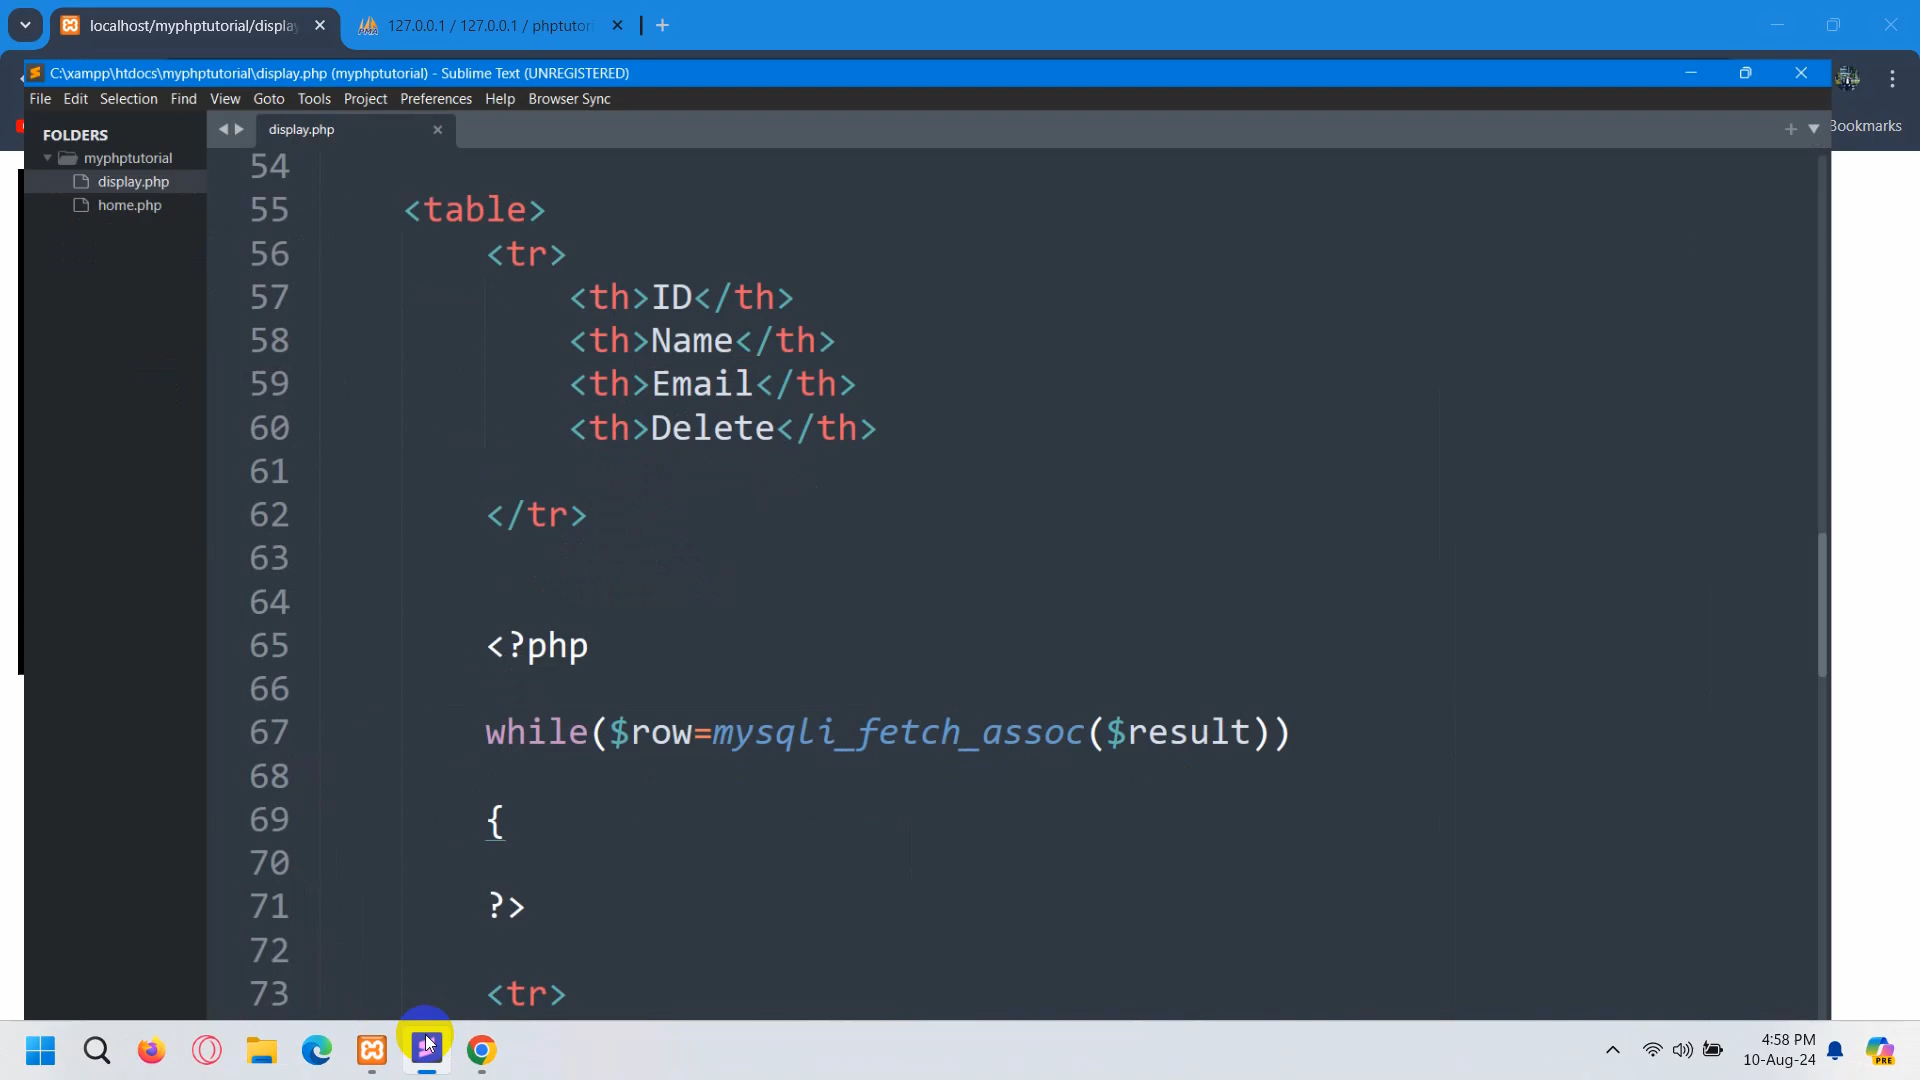 localhost/myphptutorial/display
127.0.0.1 / 127.0.0.1 / phptutori
C:\xampp\htdocs\myphptutorial\display.php (myphptutorial) - Sublime Text (UNREGISTERED)
File Edit Selection Find View Goto Tools Project Preferences Help Browser Sync
Bookmarks
FOLDERS
myphptutorial
display.php
home.php
display.php
54
55 <table>
56 <tr>
57 <th>ID</th>
58 <th>Name</th>
59 <th>Email</th>
60 <th>Delete</th>
61
62 </tr>
63
64
65 <?php
66
67 while($row=mysqli_fetch_assoc($result))
68
69 {
70
71 ?>
72
73 <tr>
4:58 PM
10-Aug-24
PRE